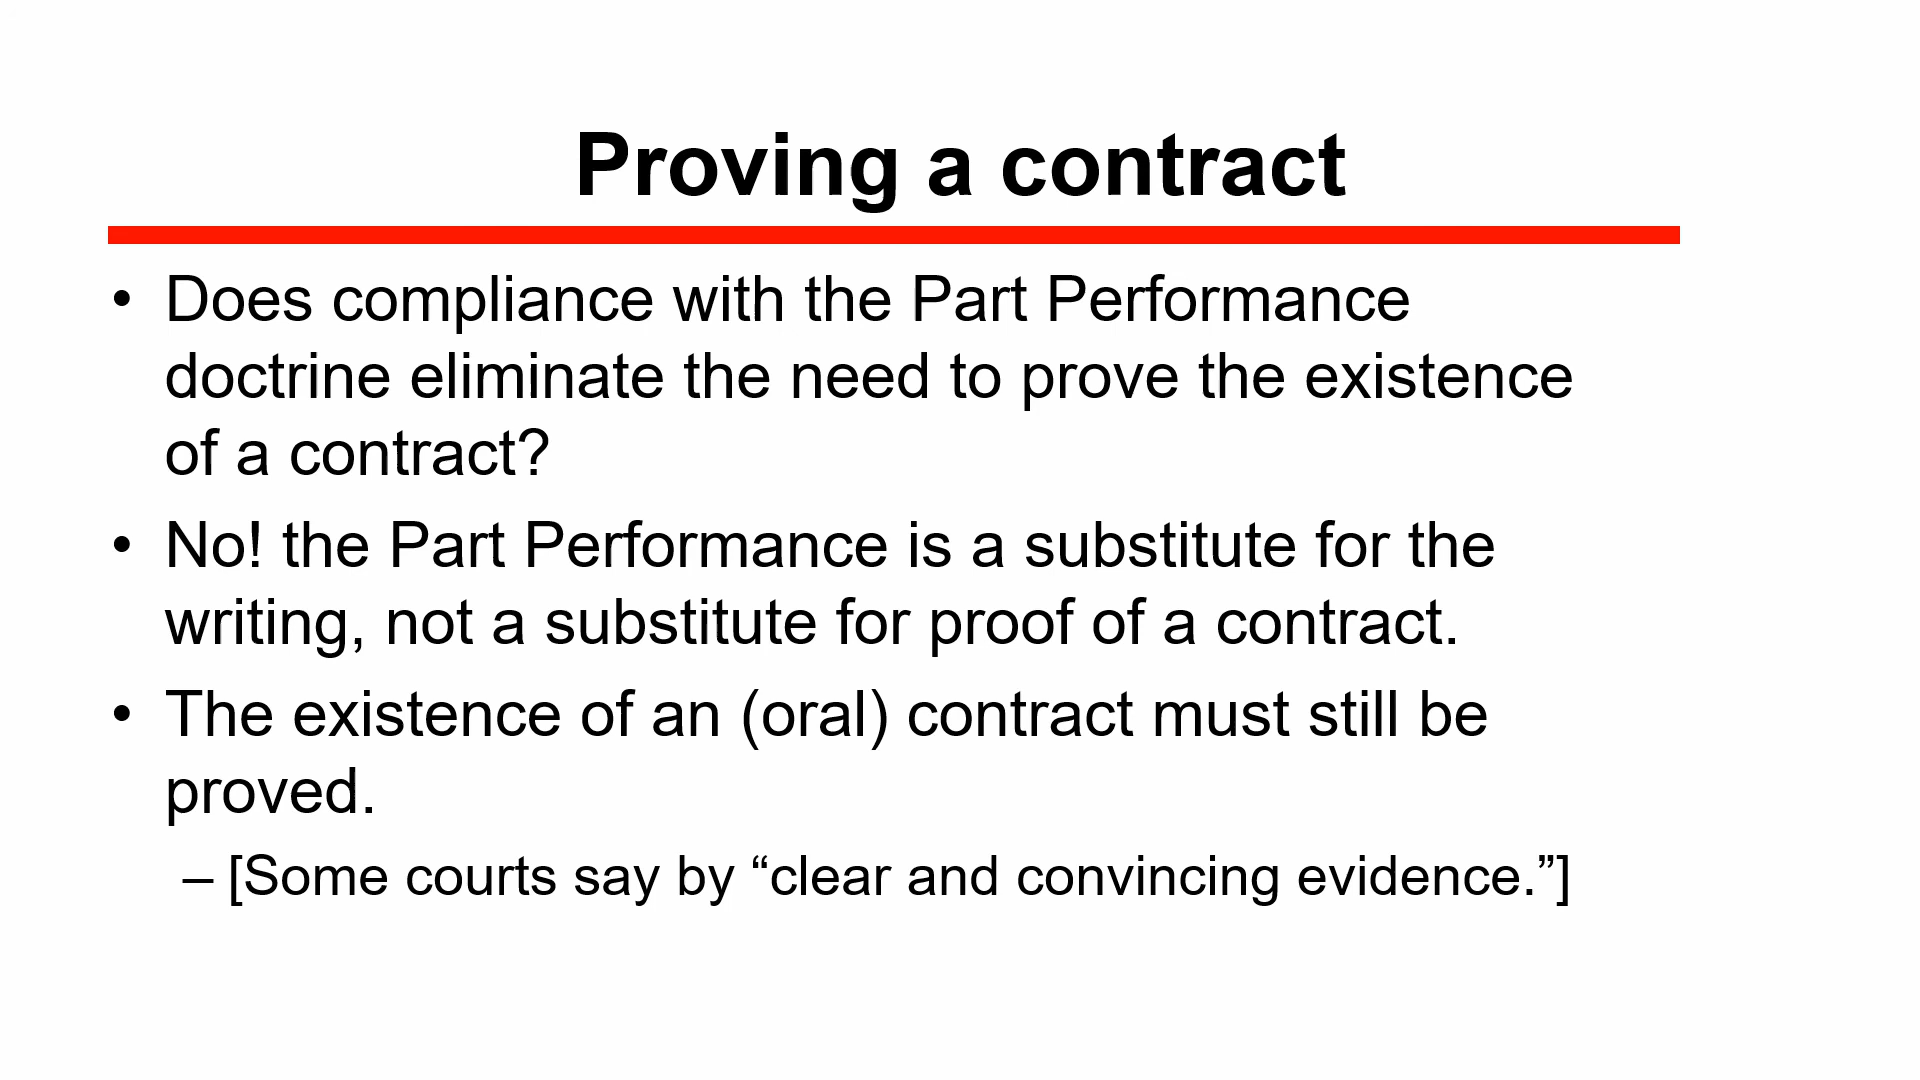 Proving a contract
• Does compliance with the Part Performance
doctrine eliminate the need to prove the existence
of a contract?
• No! the Part Performance is a substitute for the
writing, not a substitute for proof of a contract.
• The existence of an (oral) contract must still be
proved.
– [Some courts say by “clear and convincing evidence.”]